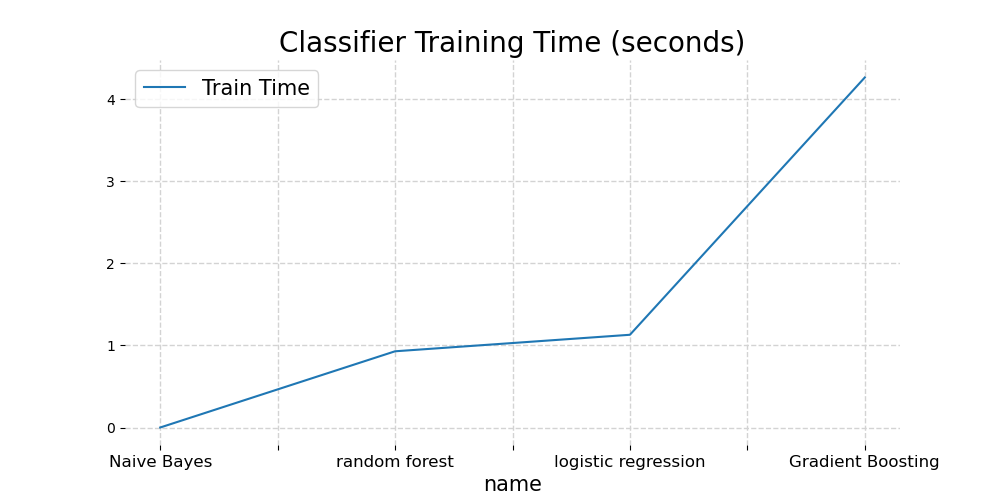 Classifier Training Time (seconds)
Train Time
4
3
2
1
0
Naive Bayes random forest logistic regression Gradient Boosting
name